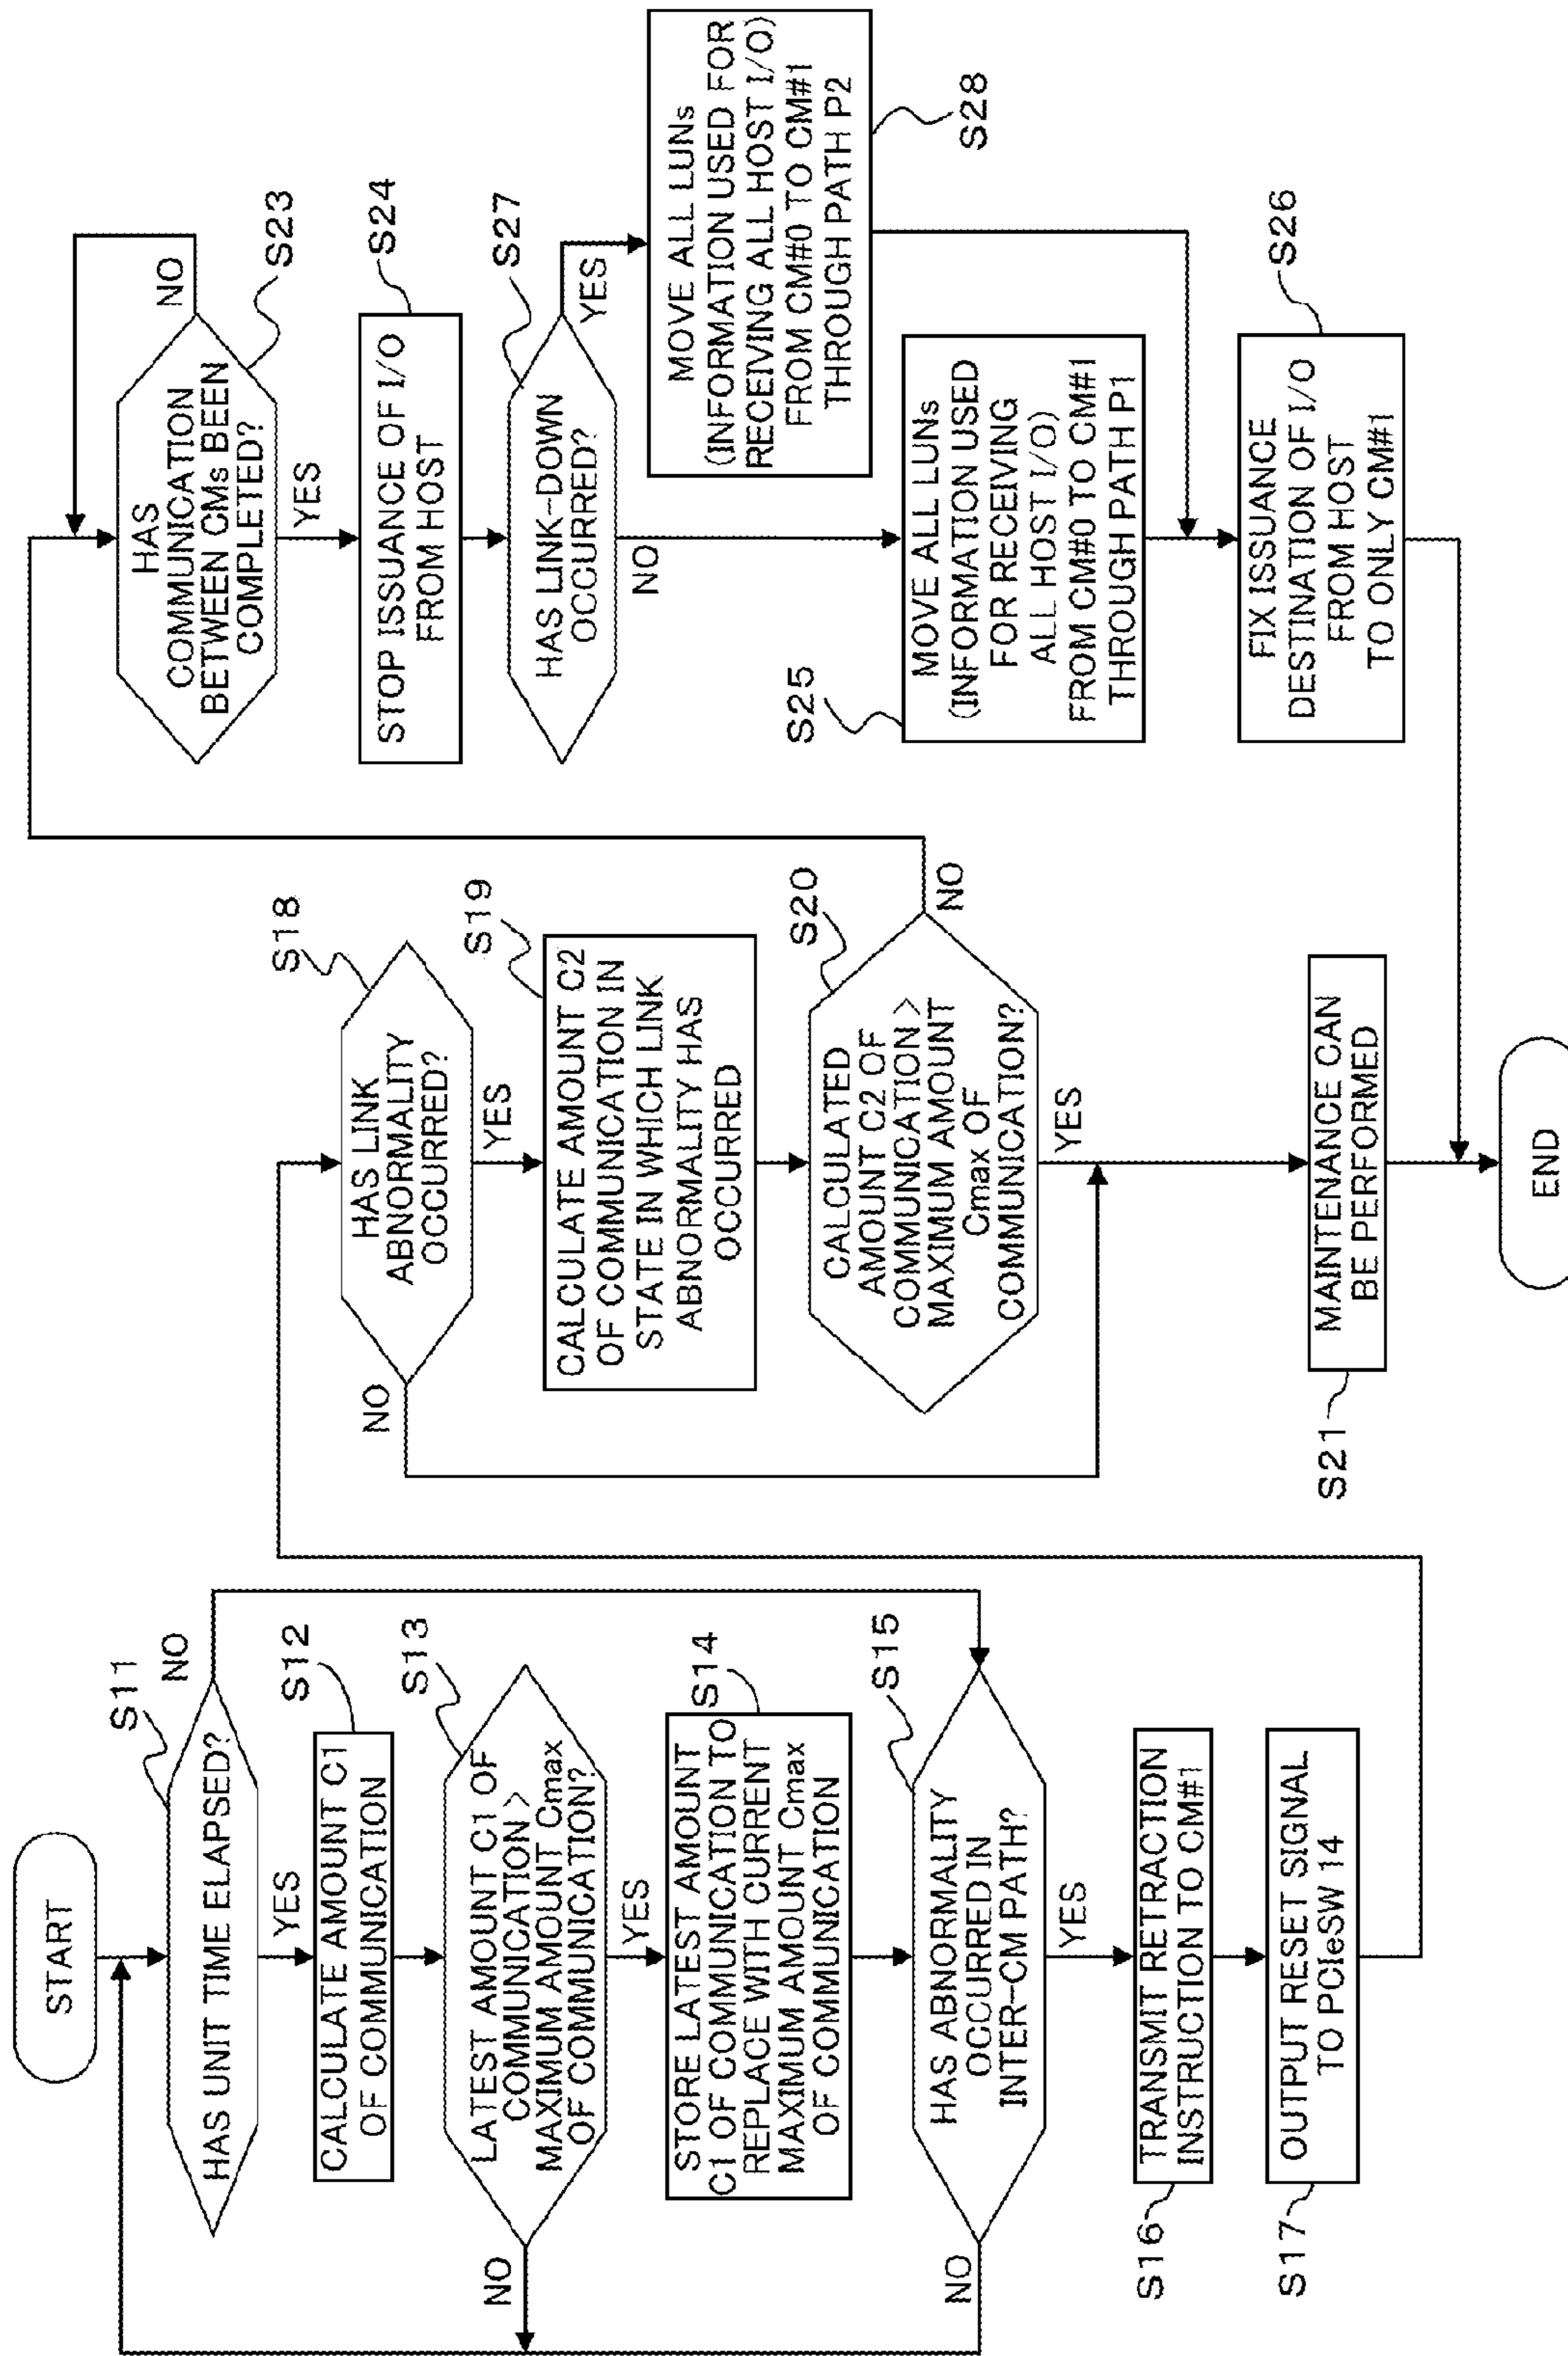 START
S11
HAS UNIT TIME ELAPSED?
NO
YES
S12
CALCULATE AMOUNT C1
OF COMMUNICATION
S13
LATEST AMOUNT C1 OF
COMMUNICATION >
MAXIMUM AMOUNT Cmax
OF COMMUNICATION?
NO
YES
S14
STORE LATEST AMOUNT
C1 OF COMMUNICATION TO
REPLACE WITH CURRENT
MAXIMUM AMOUNT Cmax
OF COMMUNICATION
S15
HAS ABNORMALITY
OCCURRED IN
INTER-CM PATH?
NO
YES
S16
TRANSMIT RETRACTION
INSTRUCTION TO CM#1
S17
OUTPUT RESET SIGNAL
TO PCIeSW 14
S18
HAS LINK
ABNORMALITY
OCCURRED?
NO
YES
S19
CALCULATE AMOUNT C2
OF COMMUNICATION IN
STATE IN WHICH LINK
ABNORMALITY HAS
OCCURRED
S20
CALCULATED
AMOUNT C2 OF
COMMUNICATION >
MAXIMUM AMOUNT
Cmax OF
COMMUNICATION?
NO
YES
S21
MAINTENANCE CAN
BE PERFORMED
END
S23
HAS
COMMUNICATION
BETWEEN CMs BEEN
COMPLETED?
NO
YES
S24
STOP ISSUANCE OF I/O
FROM HOST
S27
HAS LINK-DOWN
OCCURRED?
YES
NO
MOVE ALL LUNs
(INFORMATION USED FOR
RECEIVING ALL HOST I/O)
FROM CM#0 TO CM#1
THROUGH PATH P2
S28
S25
MOVE ALL LUNs
(INFORMATION USED
FOR RECEIVING
ALL HOST I/O)
FROM CM#0 TO CM#1
THROUGH PATH P1
S26
FIX ISSUANCE
DESTINATION OF I/O
FROM HOST
TO ONLY CM#1